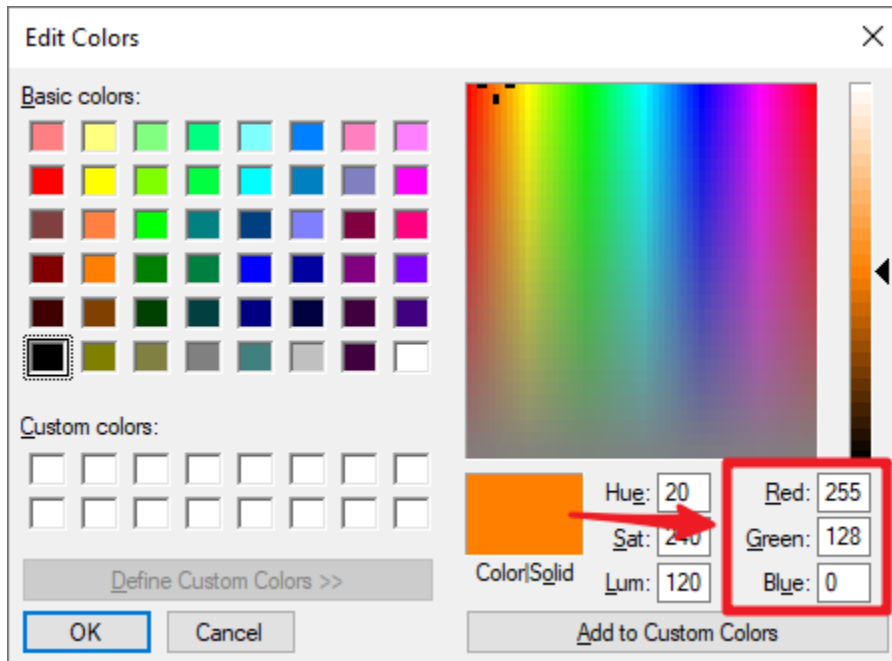 Edit Colors
Basic colors:
Custom colors:
Define Custom Colors >>
OK
Cancel
Color|Solid
Hue: 20
Sat: 240
Lum: 120
Red: 255
Green: 128
Blue: 0
Add to Custom Colors